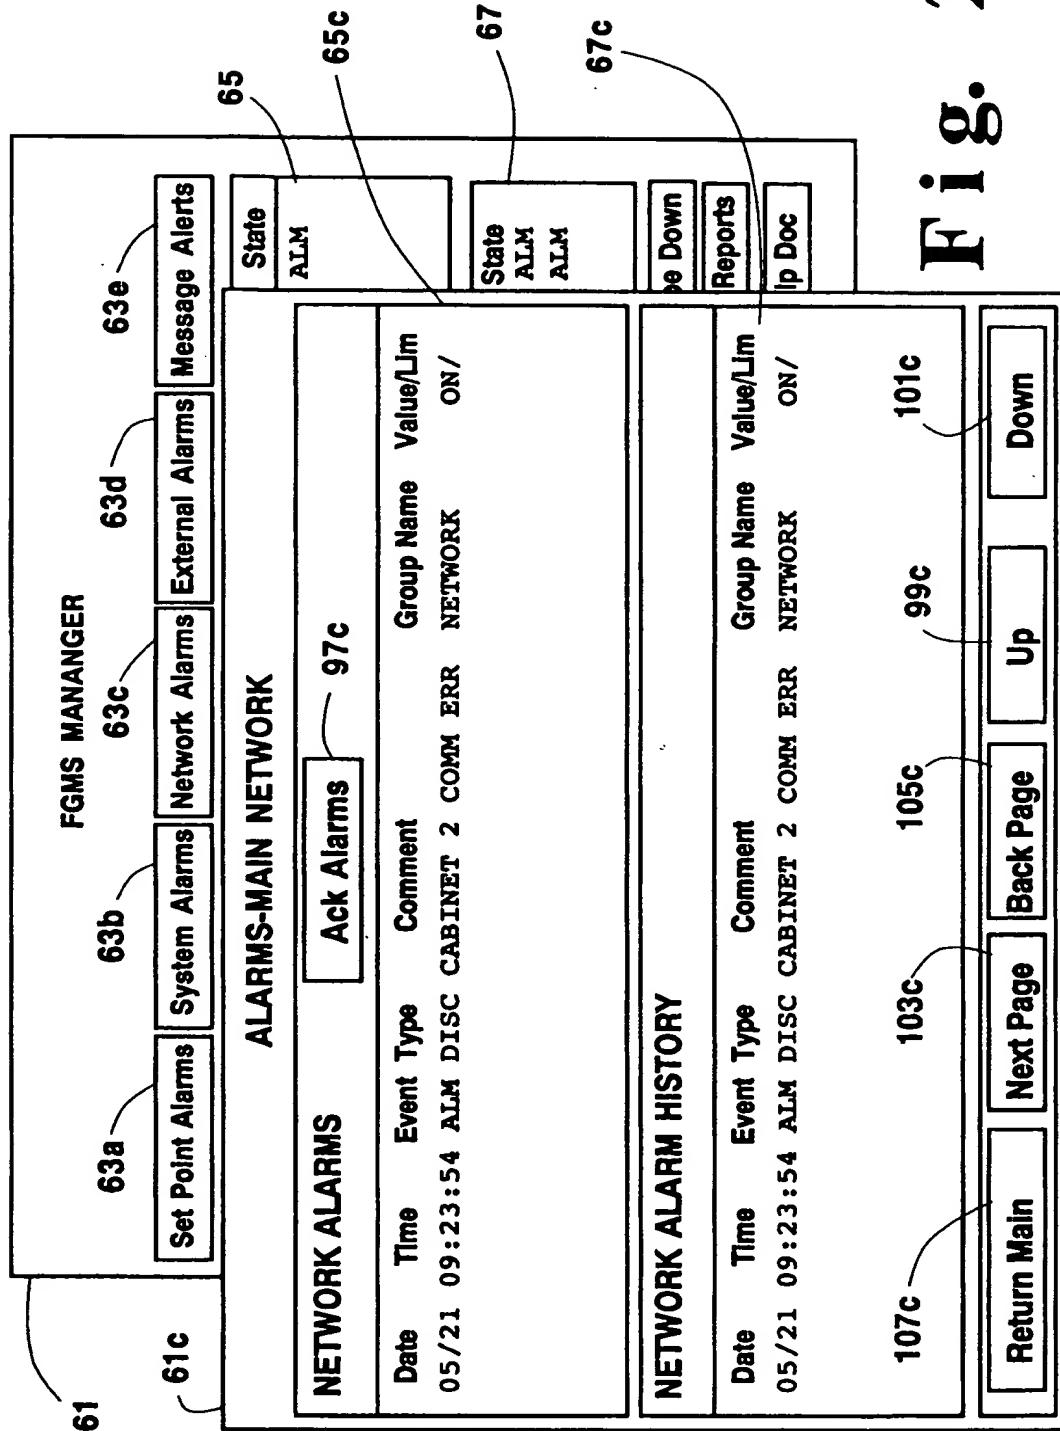 61
FGMS MANANGER
63a
63b
63c
63d
63e
Set Point Alarms
System Alarms
Network Alarms
External Alarms
Message Alerts
61c
ALARMS-MAIN NETWORK
State
65
ALM
NETWORK ALARMS
Ack Alarms
97c
65c
Date Time Event Type Comment Group Name Value/Lim
05/21 09:23:54 ALM DISC CABINET 2 COMM ERR NETWORK ON/
State
67
ALM
ALM
NETWORK ALARM HISTORY
67c
Date Time Event Type Comment Group Name Value/Lim
05/21 09:23:54 ALM DISC CABINET 2 COMM ERR NETWORK ON/
Down
Reports
lp Doc
107c
103c
105c
99c
101c
Return Main
Next Page
Back Page
Up
Down
Fig.